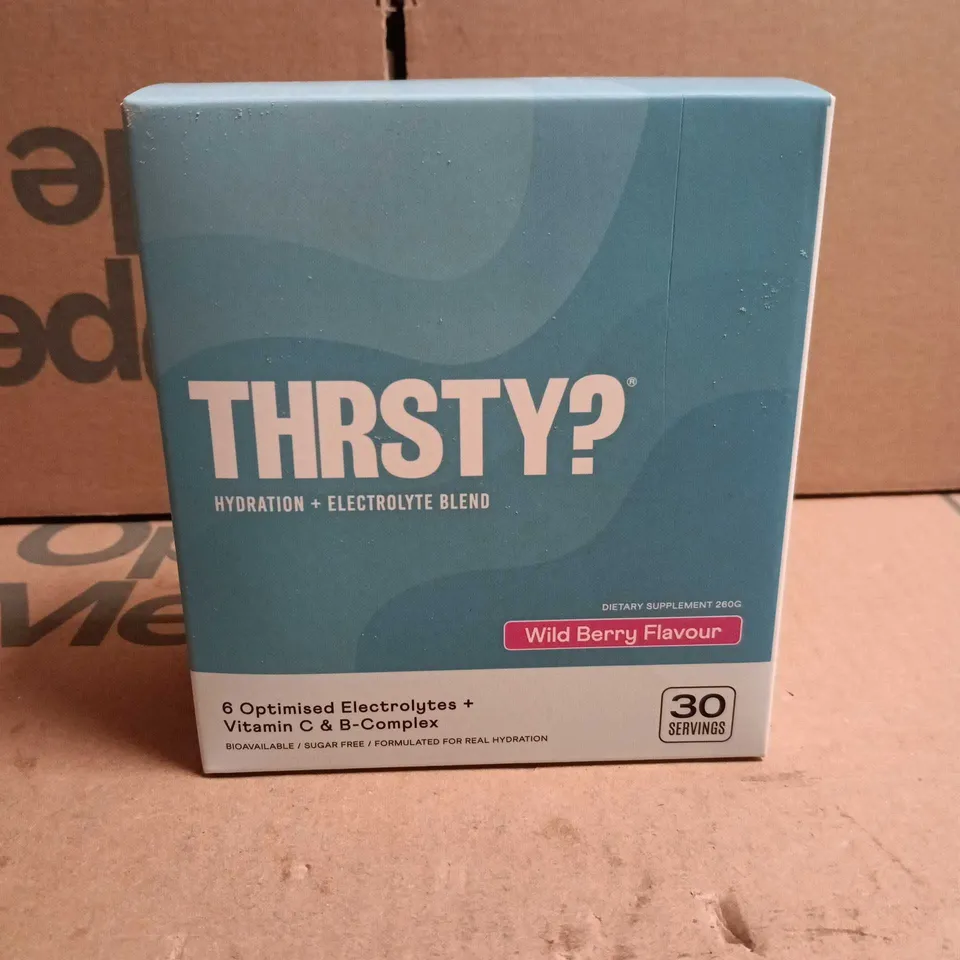 THRSTY?®
HYDRATION + ELECTROLYTE BLEND
DIETARY SUPPLEMENT 260G
Wild Berry Flavour
6 Optimised Electrolytes +
Vitamin C & B-Complex
BIOAVAILABLE / SUGAR FREE / FORMULATED FOR REAL HYDRATION
30
SERVINGS